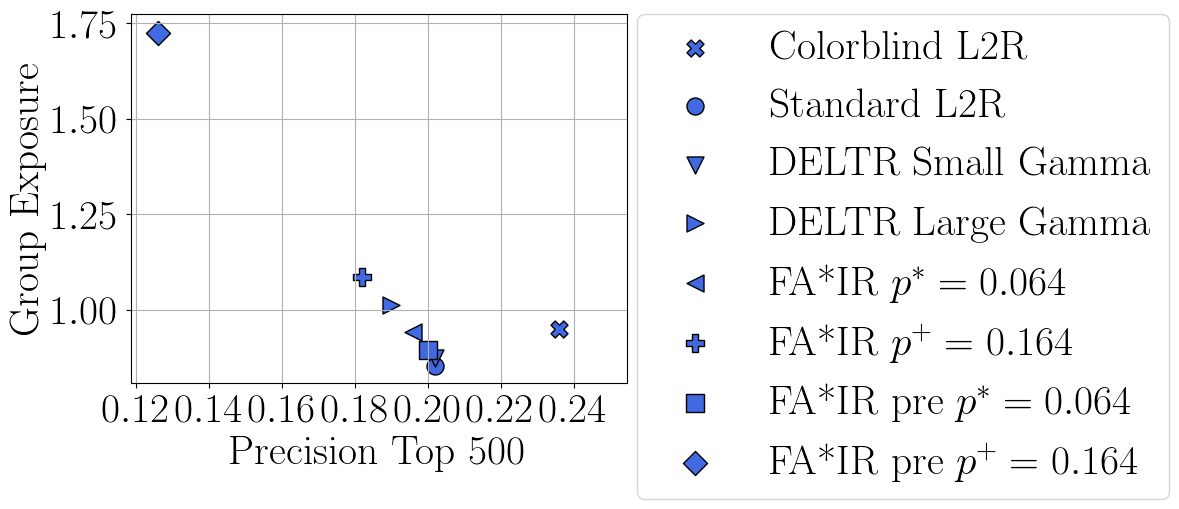 1.75
1.50
1.25
1.00
Group Exposure
0.12 0.14 0.16 0.18 0.20 0.22 0.24
Precision Top 500
Colorblind L2R
Standard L2R
DELTR Small Gamma
DELTR Large Gamma
FA*IR p* = 0.064
FA*IR p⁺ = 0.164
FA*IR pre p* = 0.064
FA*IR pre p⁺ = 0.164